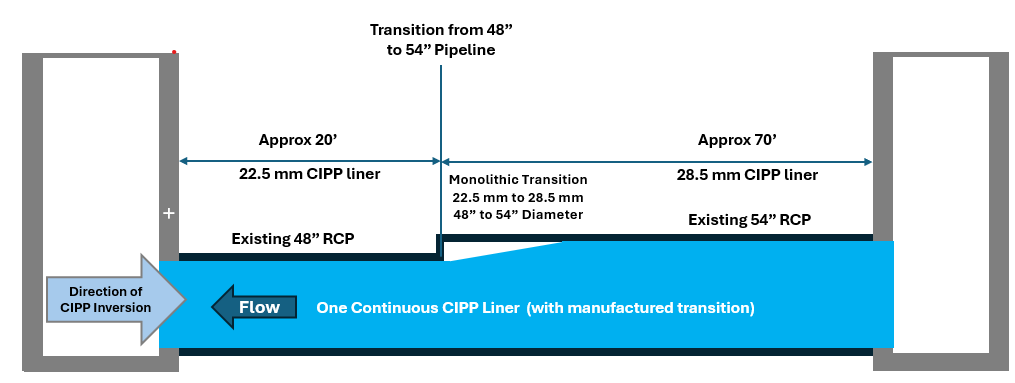 Transition from 48”
to 54” Pipeline
Approx 20’
Approx 70’
22.5 mm CIPP liner
28.5 mm CIPP liner
Monolithic Transition
22.5 mm to 28.5 mm
48” to 54” Diameter
Existing 48” RCP
Existing 54” RCP
Direction of
CIPP Inversion
Flow
One Continuous CIPP Liner (with manufactured transition)